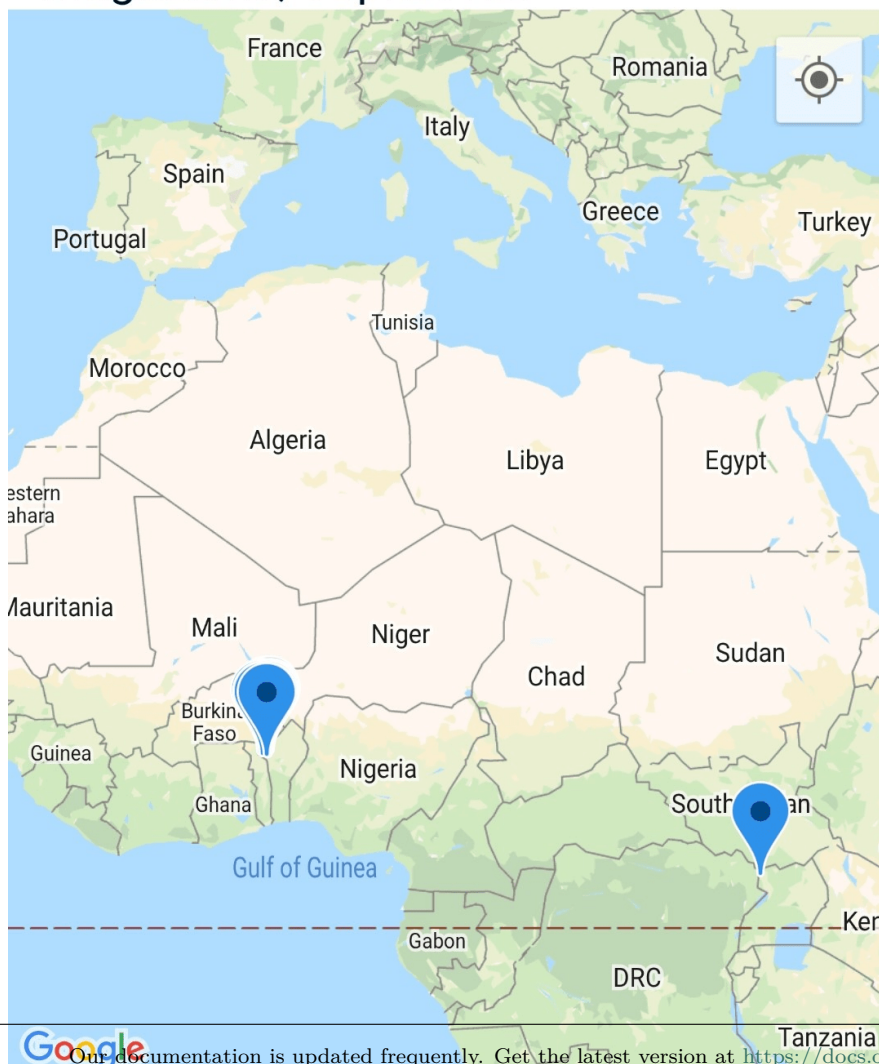 France
Romania
Italy
Spain
Greece
Portugal
Turkey
Tunisia
Morocco
Algeria
Libya
Egypt
estern
ahara
Mauritania
Mali
Niger
Sudan
Chad
Burkina
Faso
Guinea
Nigeria
Ghana
South an
Gulf of Guinea
Ken
Gabon
DRC
Tanzania
Google
Our documentation is updated frequently. Get the latest version at https://docs.